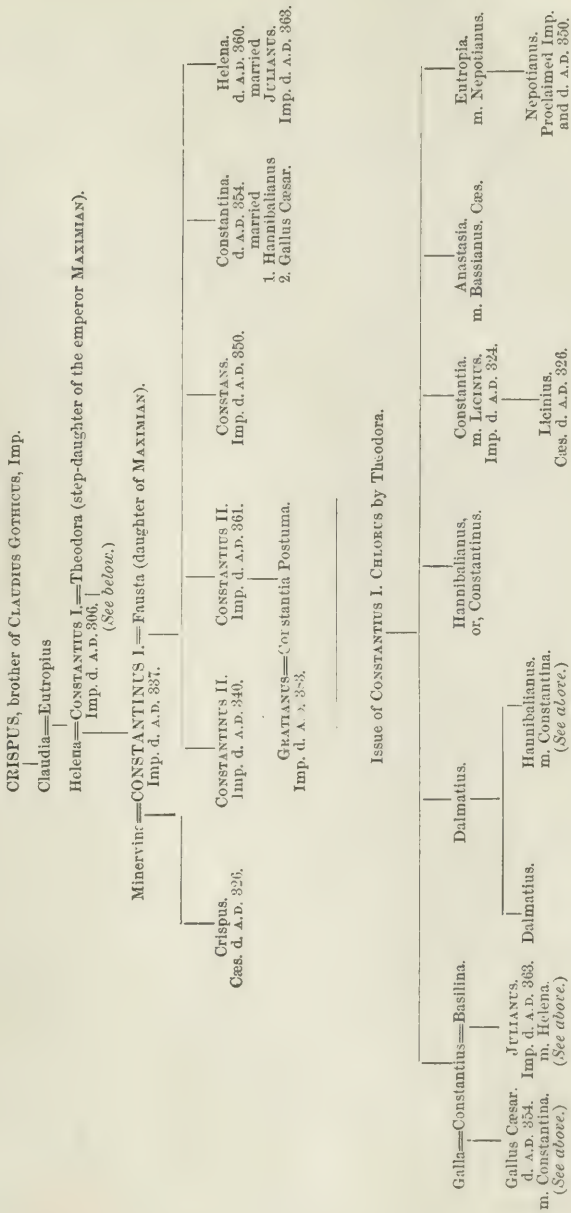 CRISPUS, brother of CLAUDIUS GOTHICUS, Imp.
Claudia=Eutropius
Helena=CONSTANTIUS I.=Theodora (step-daughter of the emperor MAXIMIAN).
Imp. d. A.D. 306.
(See below.)
Minervina=CONSTANTINUS I.=Fausta (daughter of MAXIMIAN).
Imp. d. A.D. 337.
Crispus.
Cæs. d. A.D. 326.
CONSTANTINUS II.
Imp. d. A.D. 340.
CONSTANTIUS II.
Imp. d. A.D. 361.
CONSTANS.
Imp. d. A.D. 350.
Constantina.
d. A.D. 354.
married
1. Hannibalianus
2. Gallus Cæsar.
Helena.
d. A.D. 360.
married
JULIANUS.
Imp. d. A.D. 363.
GRATIANUS=Constantia Postuma.
Imp. d. A.D. 383.
Issue of CONSTANTIUS I. CHLORUS by Theodora.
Galla=Constantius=Basilina.
Dalmatius.
Hannibalianus,
or, Constantinus.
Constantia.
m. LICINIUS.
Imp. d. A.D. 324.
Anastasia.
m. Bassianus. Cæs.
Eutropia.
m. Nepotianus.
Gallus Cæsar.
d. A.D. 354.
m. Constantina.
(See above.)
JULIANUS.
Imp. d. A.D. 363.
m. Helena.
(See above.)
Dalmatius.
Hannibalianus.
m. Constantina.
(See above.)
Licinius.
Cæs. d. A.D. 326.
Nepotianus.
Proclaimed Imp.
and d. A.D. 350.